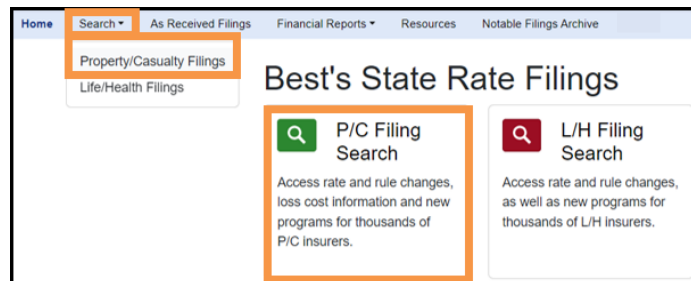 Home Search As Received Filings Financial Reports Resources Notable Filings Archive
Property/Casualty Filings
Life/Health Filings
Best's State Rate Filings
P/C Filing
Search
Access rate and rule changes,
loss cost information and new
programs for thousands of
P/C insurers.
L/H Filing
Search
Access rate and rule changes,
as well as new programs for
thousands of L/H insurers.